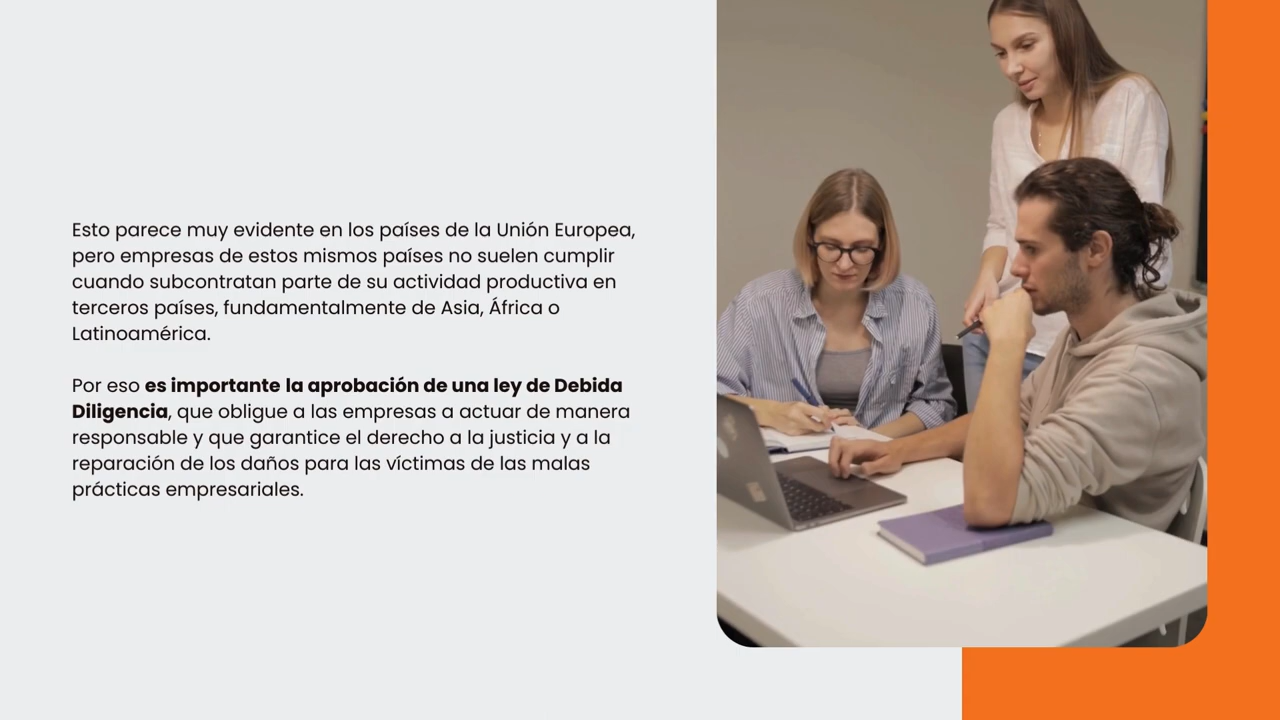 Esto parece muy evidente en los países de la Unión Europea,
pero empresas de estos mismos países no suelen cumplir
cuando subcontratan parte de su actividad productiva en
terceros países, fundamentalmente de Asia, África o
Latinoamérica.
Por eso es importante la aprobación de una ley de Debida
Diligencia, que obligue a las empresas a actuar de manera
responsable y que garantice el derecho a la justicia y a la
reparación de los daños para las víctimas de las malas
prácticas empresariales.